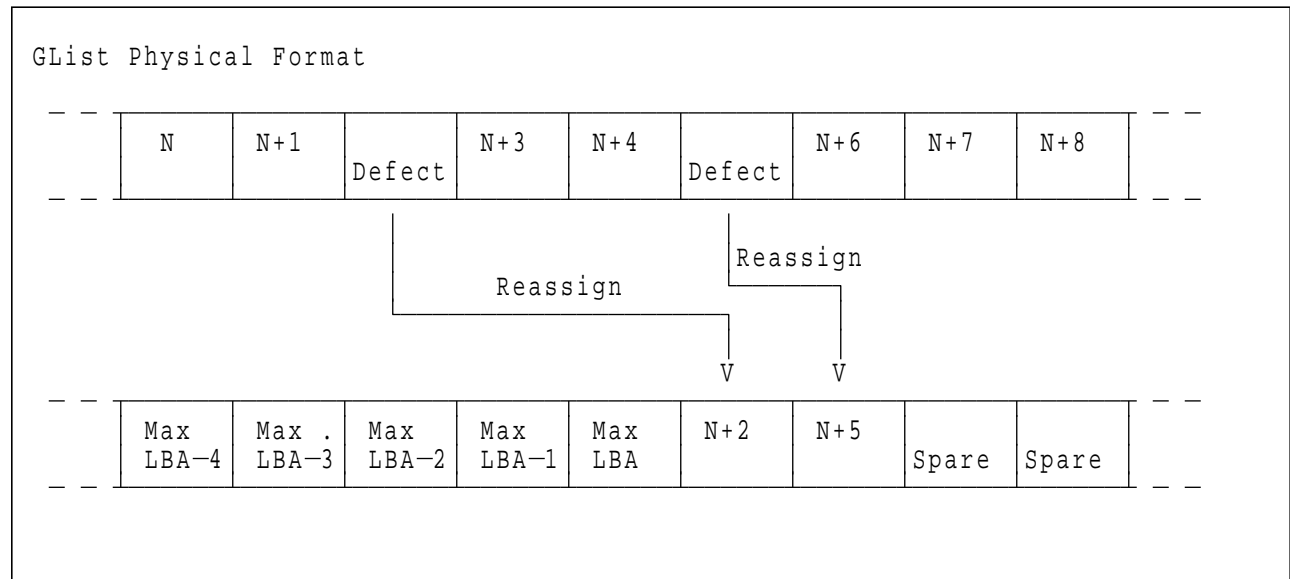 GList Physical Format
N N+1 N+3 N+4 N+6 N+7 N+8
Defect Defect
Reassign
Reassign
V V
Max Max . Max Max Max N+2 N+5
LBA—4 LBA—3 LBA—2 LBA—1 LBA Spare Spare